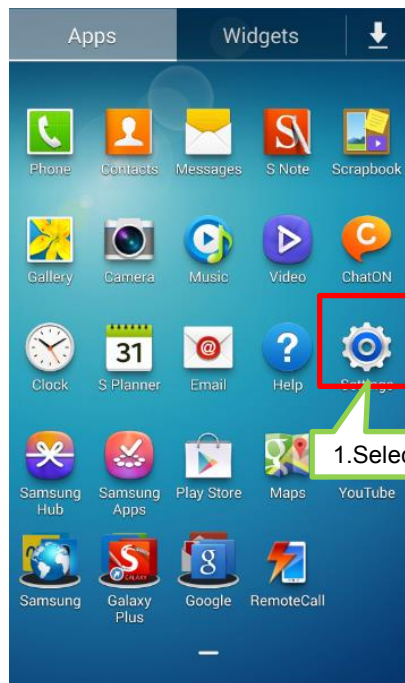 Apps Widgets
Phone Contacts Messages S Note Scrapbook
Gallery Camera Music Video ChatON
31
Clock S Planner Email Help Settings
1.Selec
Samsung Hub Samsung Apps Play Store Maps YouTube
Samsung Galaxy Plus Google RemoteCall